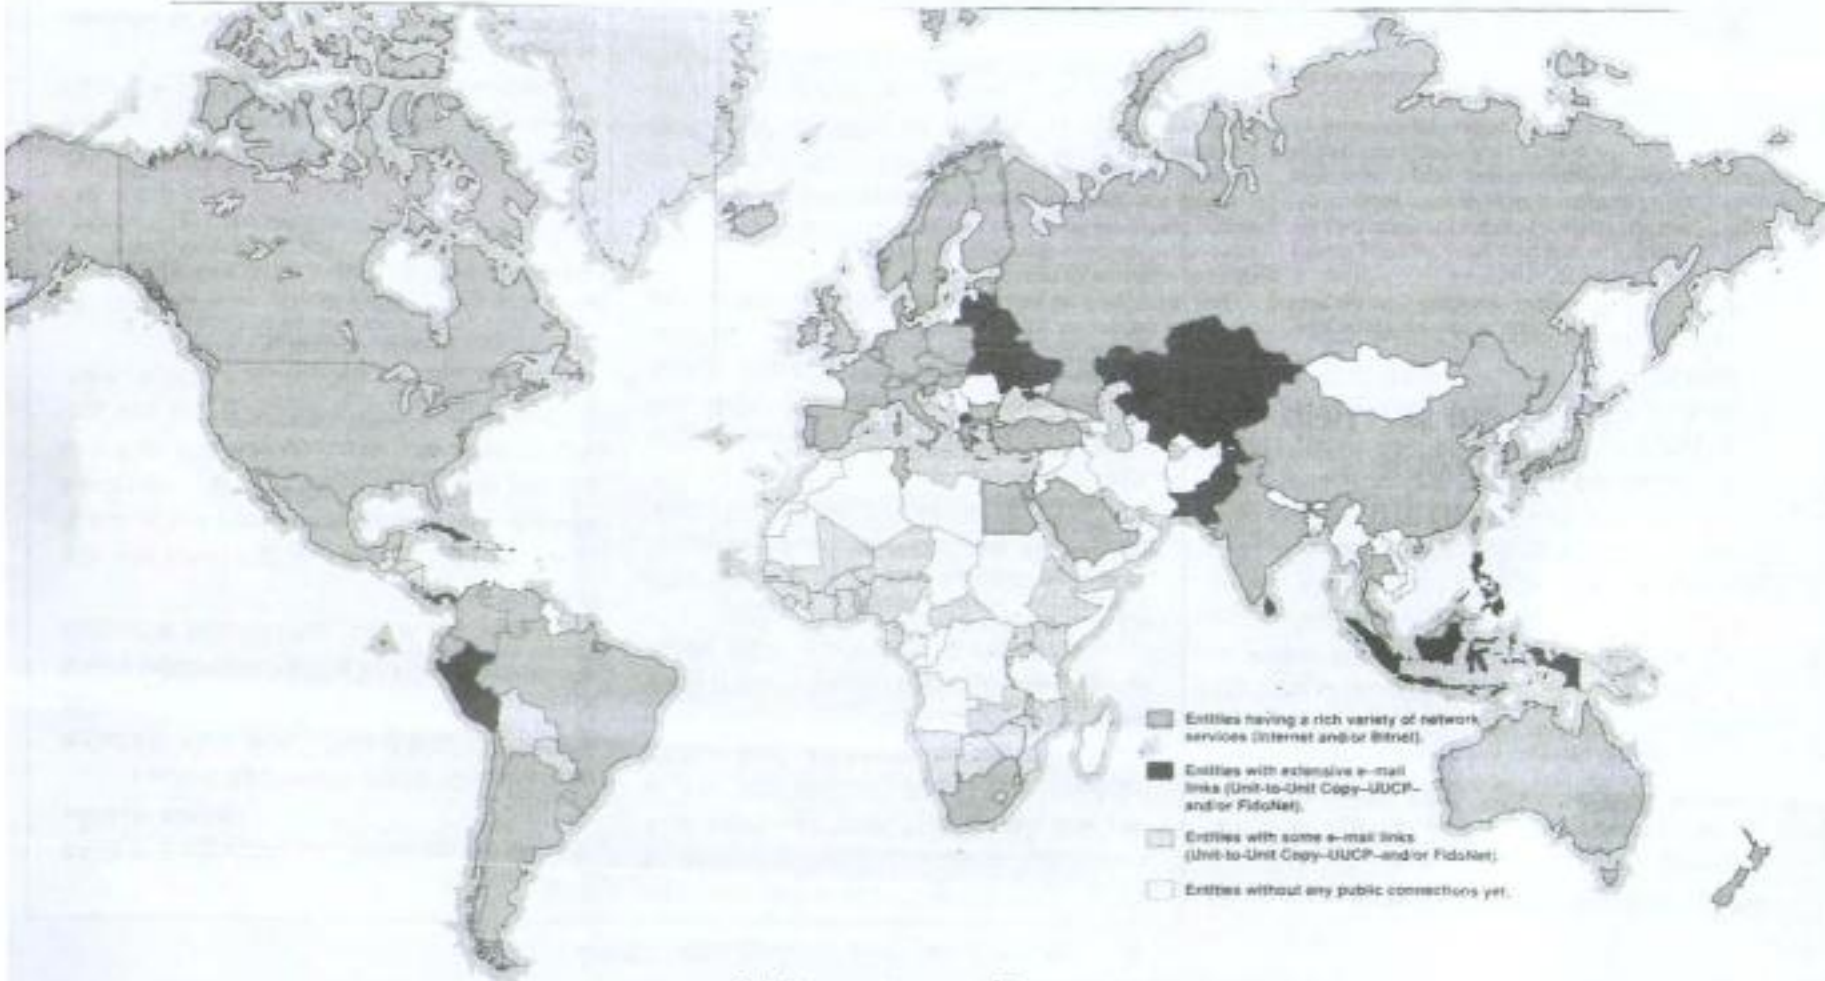 Entities having a rich variety of network
services (Internet and/or Bitnet).
Entities with extensive e-mail
links (Unit-to-Unit Copy-UUCP-
and/or FidoNet).
Entities with some e-mail links
(Unit-to-Unit Copy-UUCP-and/or FidoNet).
Entities without any public connections yet.